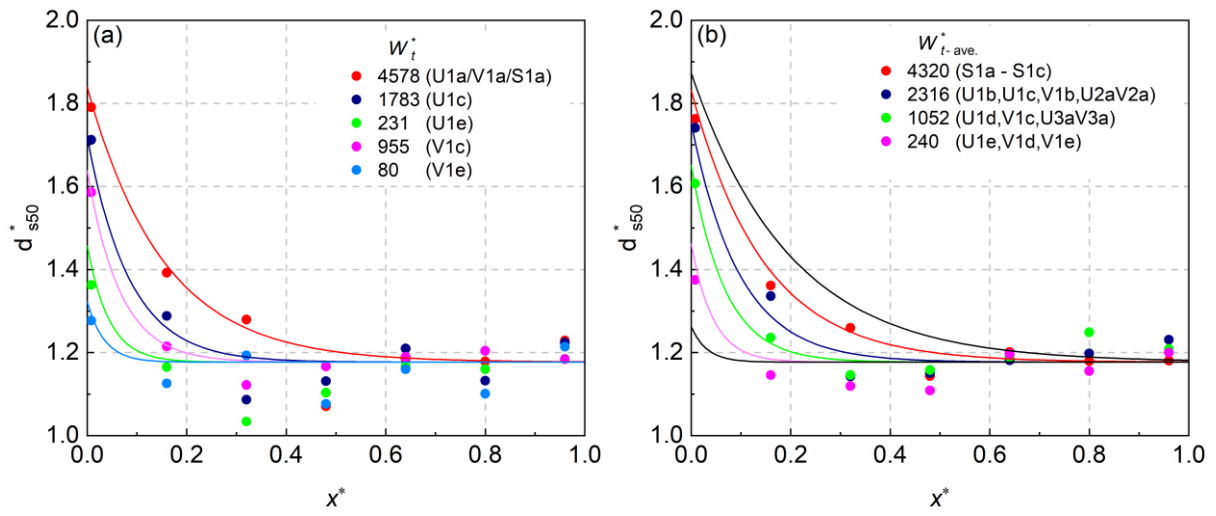 (a)
W*t
4578 (U1a/V1a/S1a)
1783 (U1c)
231 (U1e)
955 (V1c)
80 (V1e)
2.0
1.8
1.6
1.4
1.2
1.0
d*s50
0.0 0.2 0.4 0.6 0.8 1.0
x*
(b)
W*t- ave.
4320 (S1a - S1c)
2316 (U1b,U1c,V1b,U2aV2a)
1052 (U1d,V1c,U3aV3a)
240 (U1e,V1d,V1e)
2.0
1.8
1.6
1.4
1.2
1.0
d*s50
0.0 0.2 0.4 0.6 0.8 1.0
x*